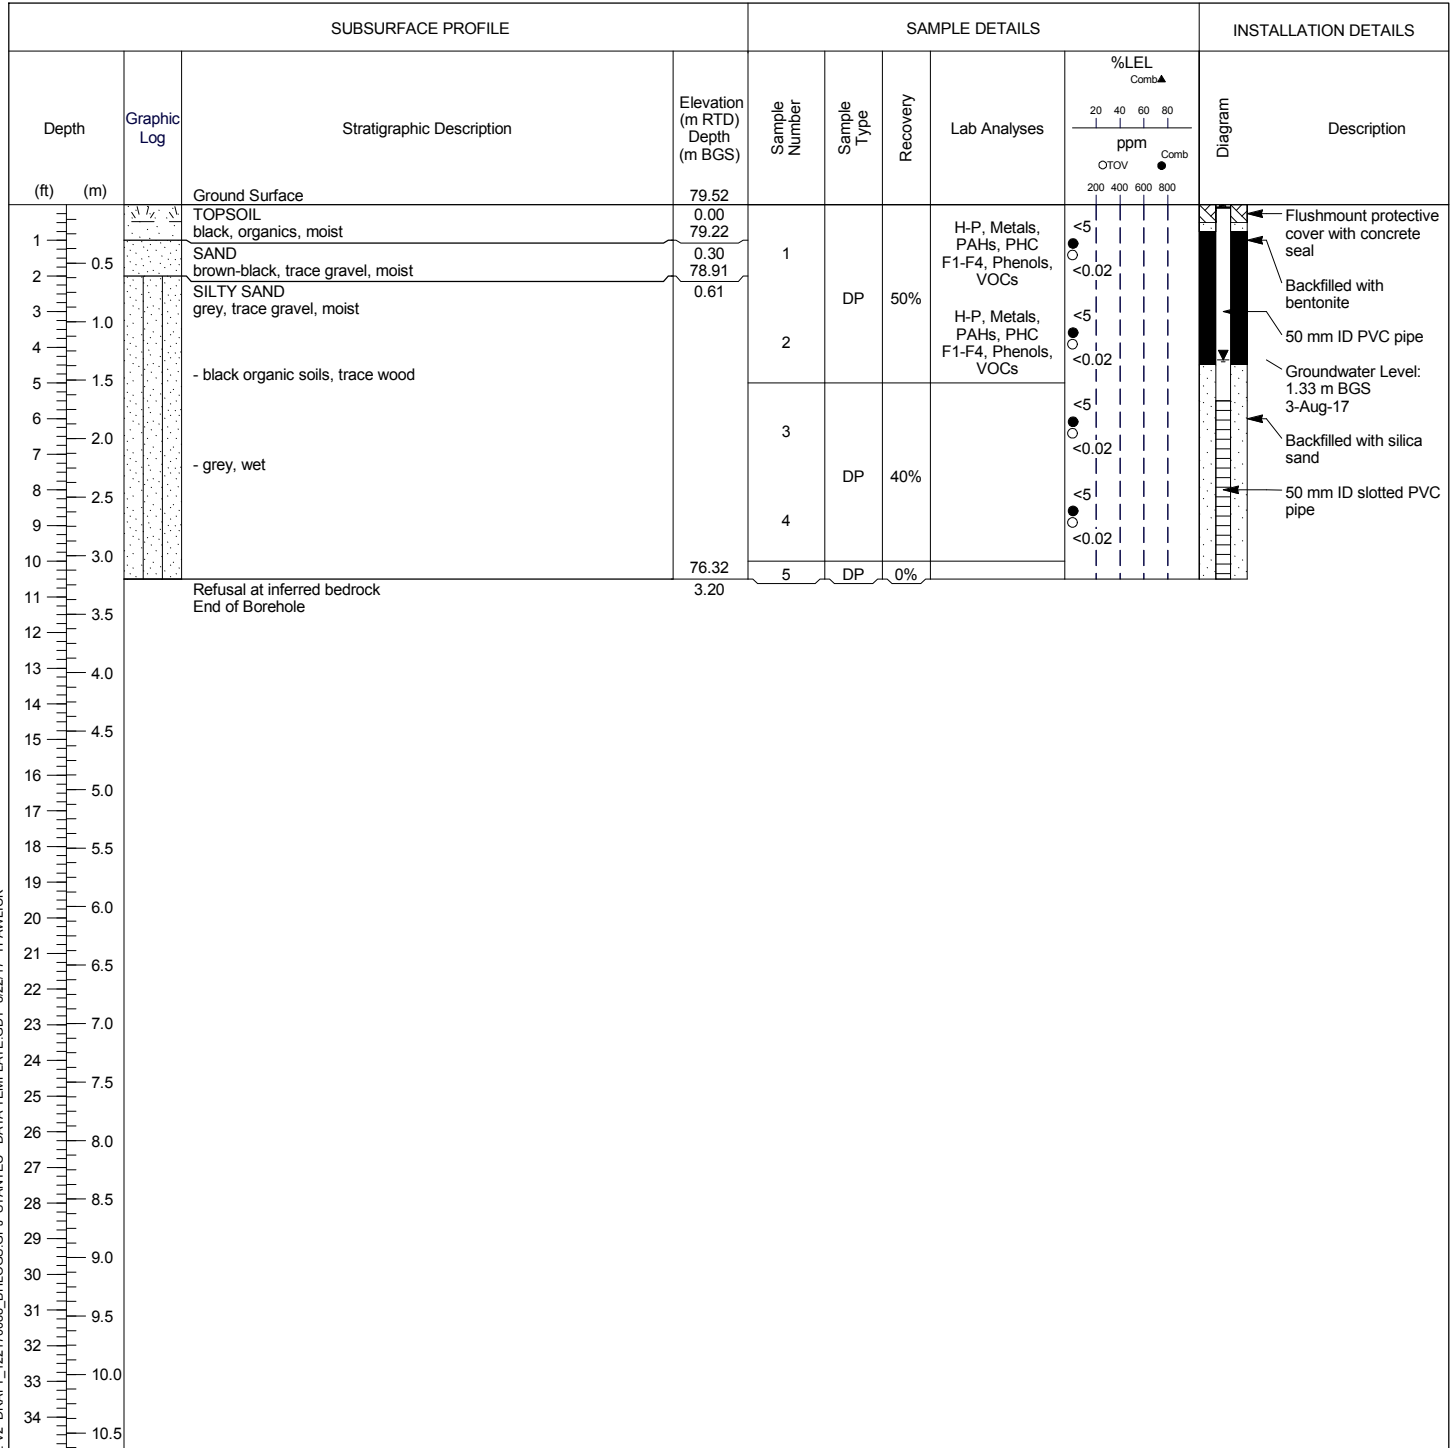 SUBSURFACE PROFILE
SAMPLE DETAILS
INSTALLATION DETAILS
Depth
(ft) (m)
Graphic
Log
Stratigraphic Description
Elevation
(m RTD)
Depth
(m BGS)
Sample
Number
Sample
Type
Recovery
Lab Analyses
%LEL
Comb▲
20 40 60 80
ppm
OTOV ● Comb
200 400 600 800
Diagram
Description
Ground Surface 79.52
TOPSOIL 0.00
black, organics, moist 79.22
SAND 0.30
brown-black, trace gravel, moist 78.91
SILTY SAND 0.61
grey, trace gravel, moist
- black organic soils, trace wood
- grey, wet
76.32
Refusal at inferred bedrock 3.20
End of Borehole
1
2
DP 50%
3
4
DP 40%
5 DP 0%
H-P, Metals,
PAHs, PHC
F1-F4, Phenols,
VOCs
H-P, Metals,
PAHs, PHC
F1-F4, Phenols,
VOCs
<5
<0.02
<5
<0.02
<5
<0.02
<5
<0.02
Flushmount protective
cover with concrete
seal
Backfilled with
bentonite
50 mm ID PVC pipe
Groundwater Level:
1.33 m BGS
3-Aug-17
Backfilled with silica
sand
50 mm ID slotted PVC
pipe
1
2
3
4
5
6
7
8
9
10
11
12
13
14
15
16
17
18
19
20
21
22
23
24
25
26
27
28
29
30
31
32
33
34
0.5
1.0
1.5
2.0
2.5
3.0
3.5
4.0
4.5
5.0
5.5
6.0
6.5
7.0
7.5
8.0
8.5
9.0
9.5
10.0
10.5